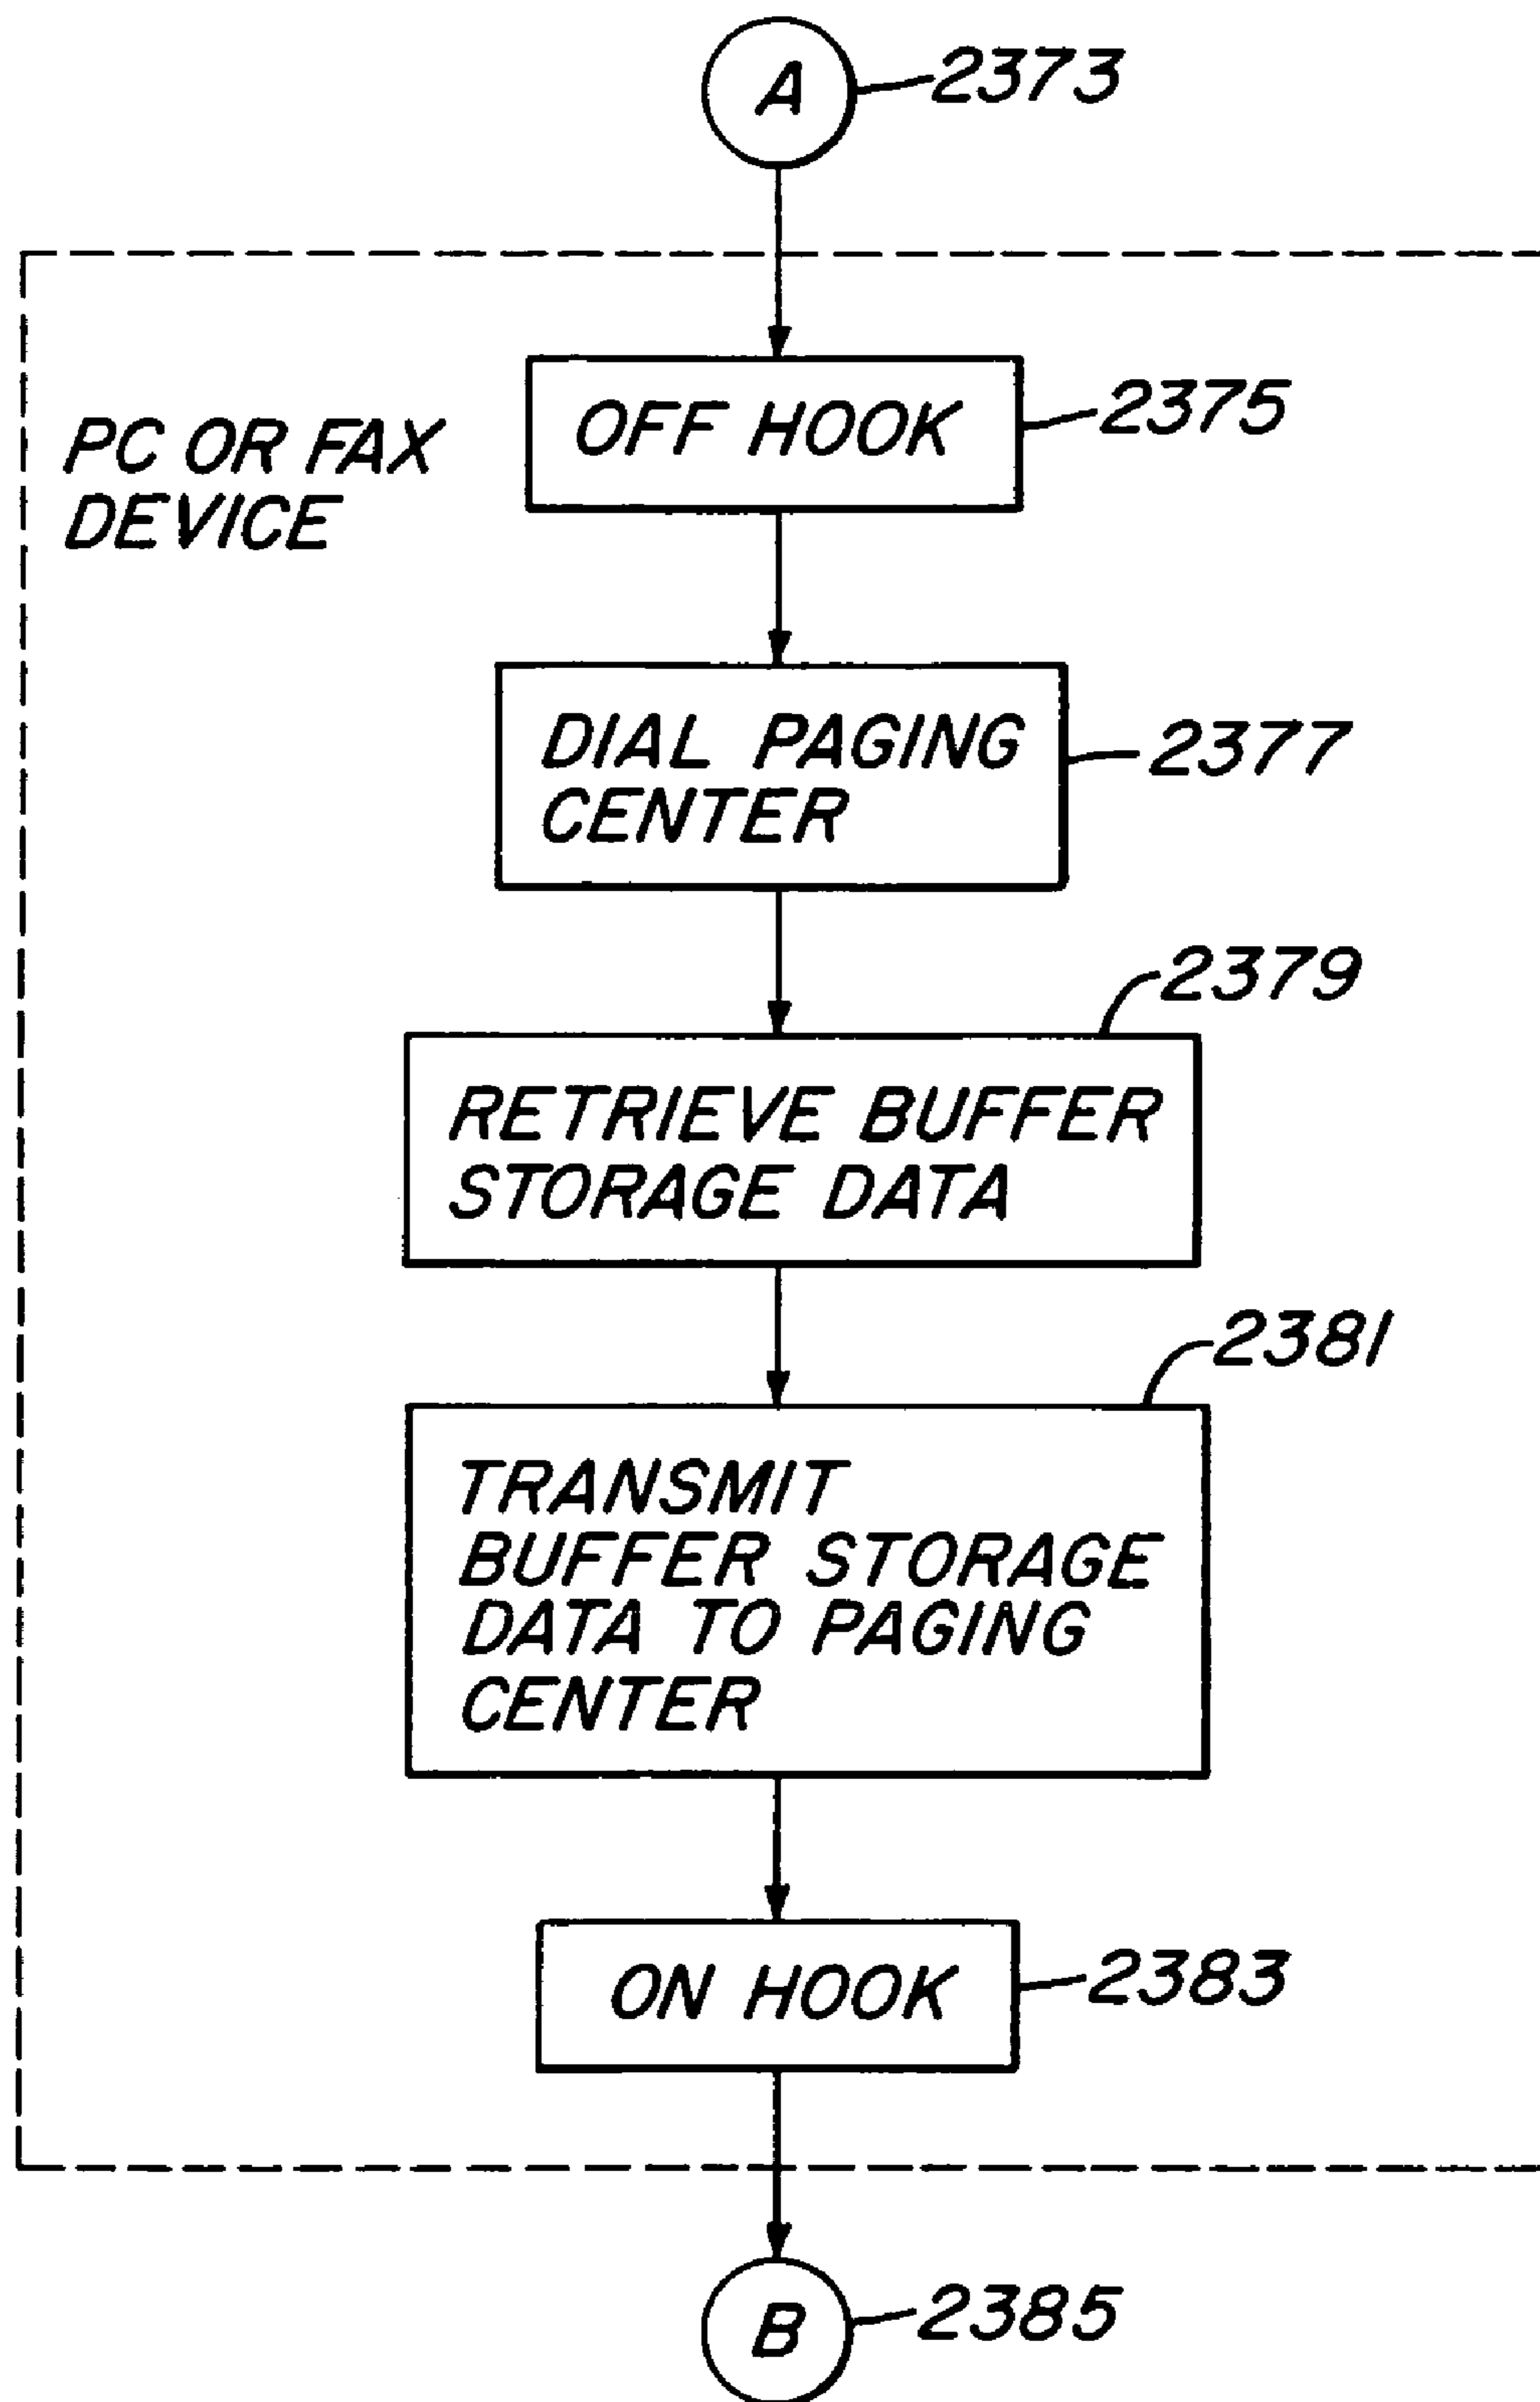 A 2373
OFF HOOK 2375
PC OR FAX
DEVICE
DIAL PAGING
CENTER
2377
2379
RETRIEVE BUFFER
STORAGE DATA
2381
TRANSMIT
BUFFER STORAGE
DATA TO PAGING
CENTER
ON HOOK 2383
B 2385